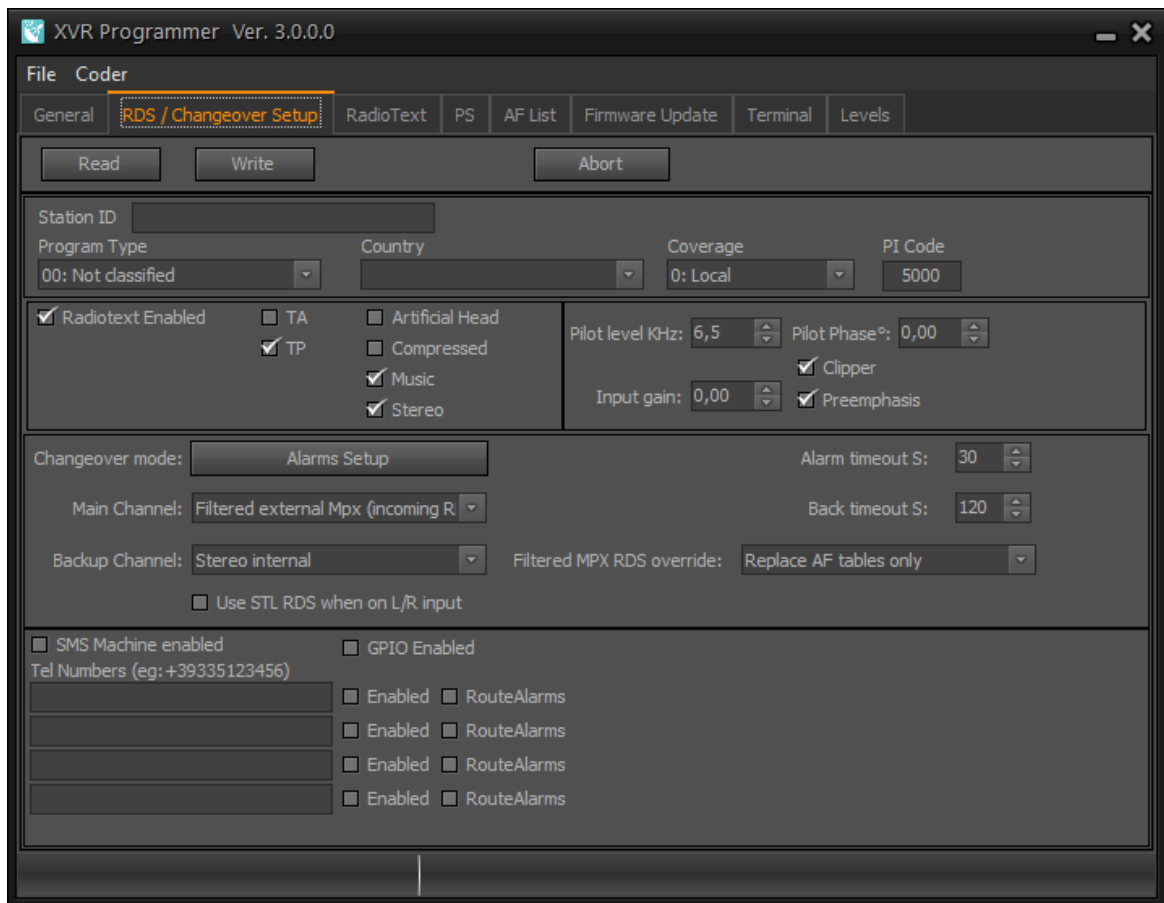 XVR Programmer Ver. 3.0.0.0
File Coder
General RDS / Changeover Setup RadioText PS AF List Firmware Update Terminal Levels
Read Write Abort
Station ID
Program Type Country Coverage PI Code
00: Not classified 0: Local 5000
Radiotext Enabled TA Artificial Head
TP Compressed
Music
Stereo
Pilot level KHz: 6,5 Pilot Phase°: 0,00
Clipper
Input gain: 0,00 Preemphasis
Changeover mode: Alarms Setup Alarm timeout S: 30
Main Channel: Filtered external Mpx (incoming R Back timeout S: 120
Backup Channel: Stereo internal Filtered MPX RDS override: Replace AF tables only
Use STL RDS when on L/R input
SMS Machine enabled GPIO Enabled
Tel Numbers (eg:+39335123456)
Enabled RouteAlarms
Enabled RouteAlarms
Enabled RouteAlarms
Enabled RouteAlarms